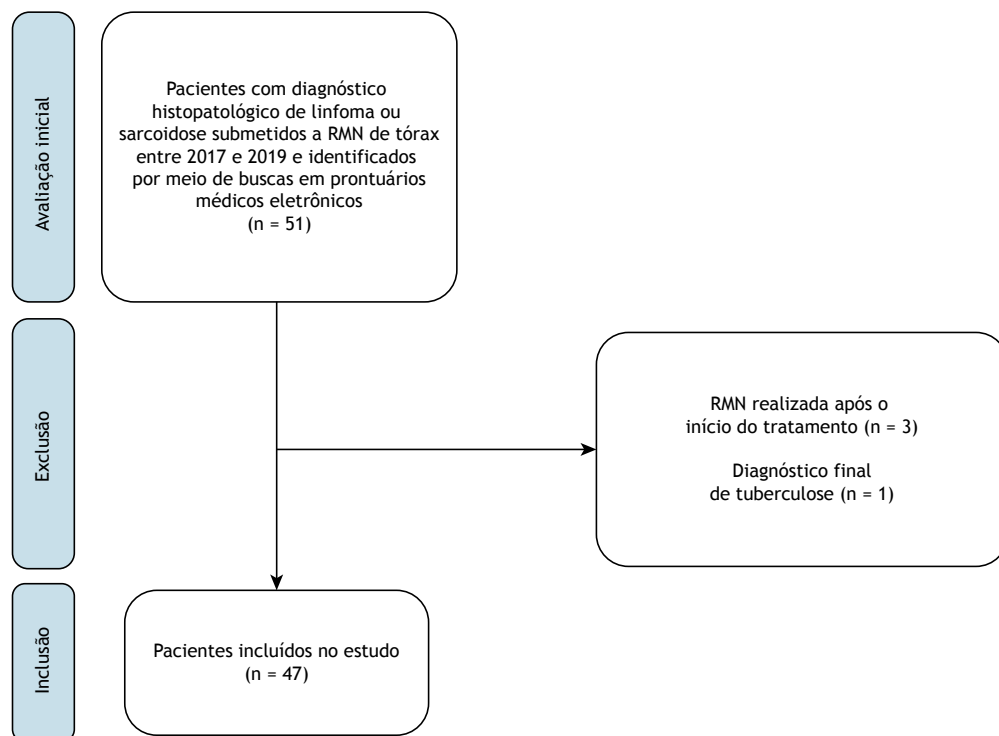 Avaliação inicial
Pacientes com diagnóstico
histopatológico de linfoma ou
sarcoidose submetidos a RMN de tórax
entre 2017 e 2019 e identificados
por meio de buscas em prontuários
médicos eletrônicos
(n = 51)
Exclusão
RMN realizada após o
início do tratamento (n = 3)
Diagnóstico final
de tuberculose (n = 1)
Inclusão
Pacientes incluídos no estudo
(n = 47)